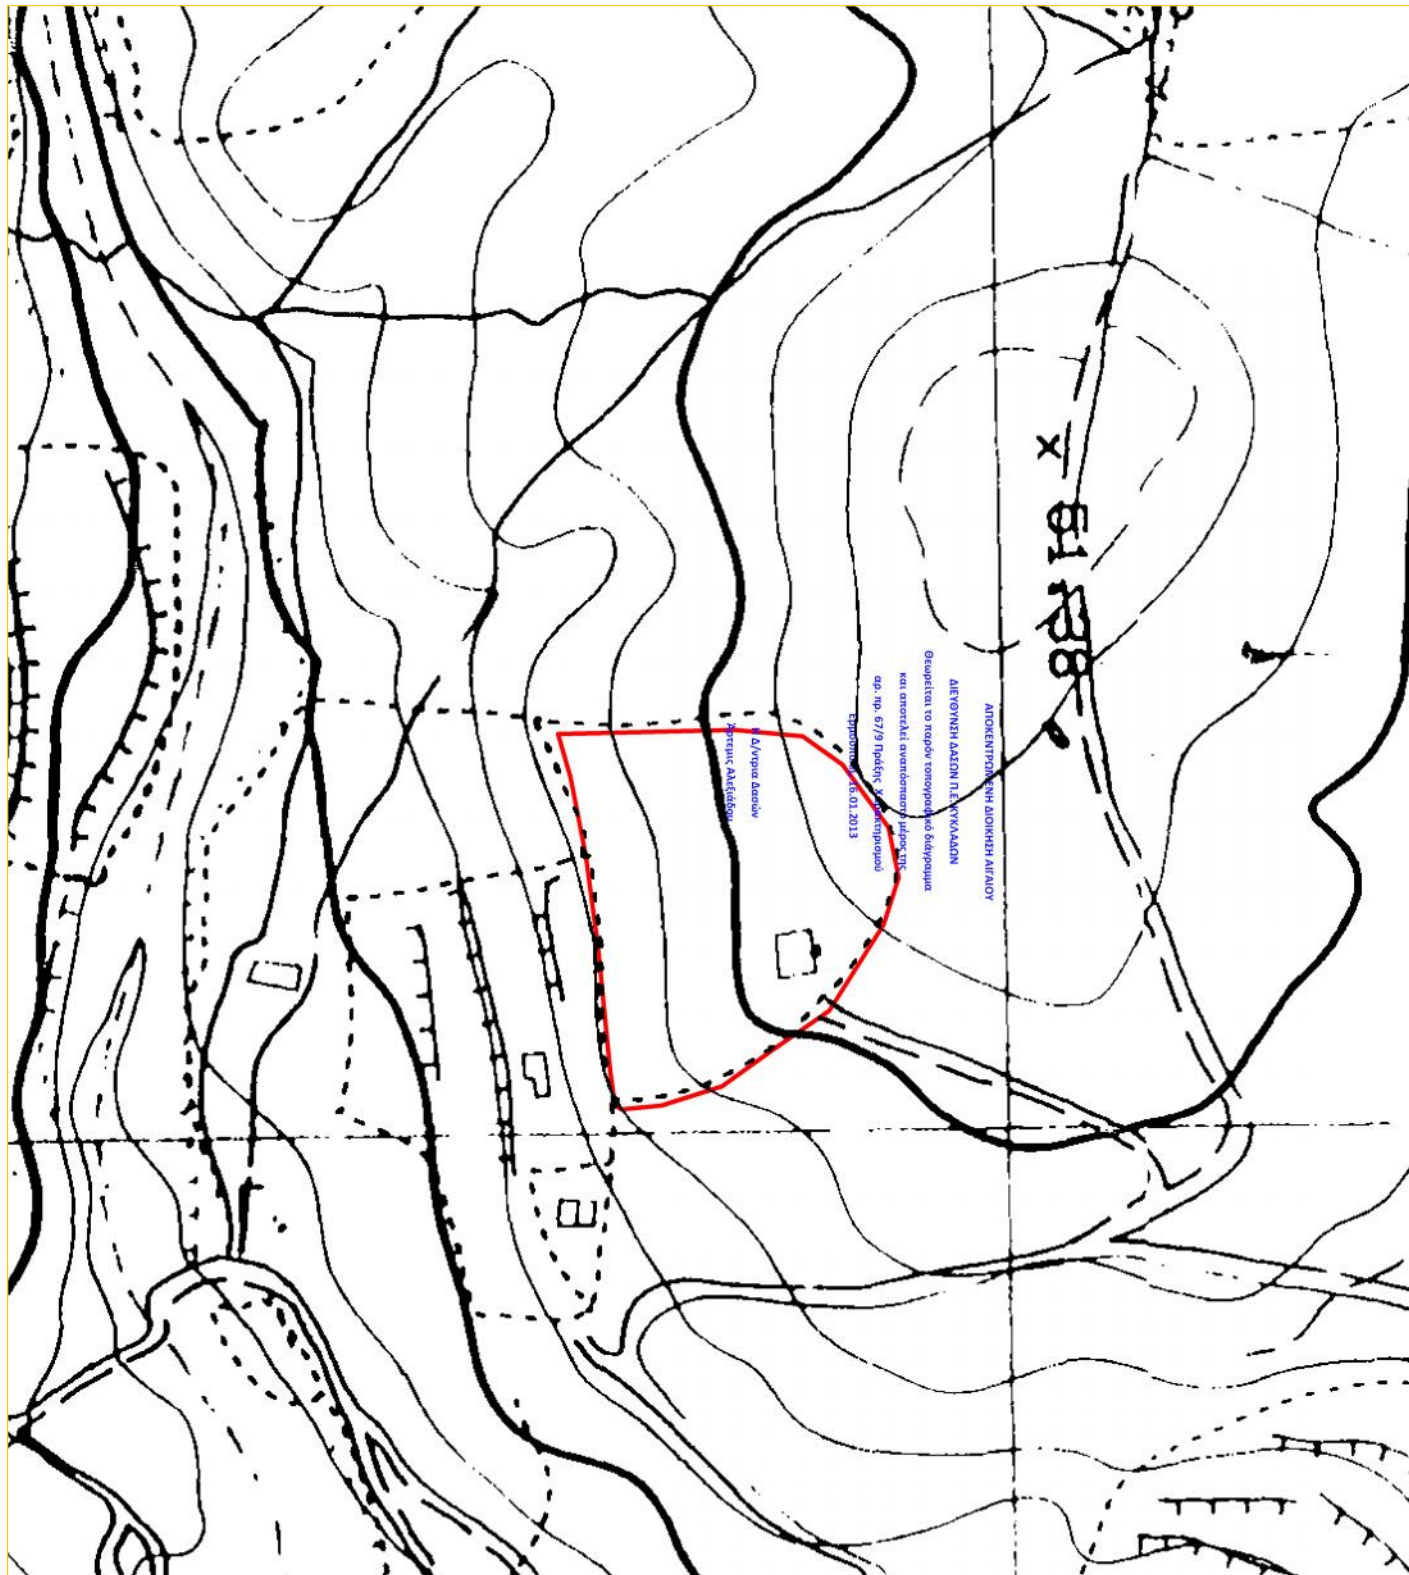 ΑΠΟΚΕΝΤΡΩΜΕΝΗ ΔΙΟΙΚΗΣΗ ΑΙΓΑΙΟΥ
ΔΙΕΥΘΥΝΣΗ ΔΑΣΩΝ Π.Ε. ΚΥΚΛΑΔΩΝ
Θεωρείται το παρόν τοπογραφικό διάγραμμα
και αποτελεί αναπόσπαστο μέρος της
αρ. πρ. 67/9 Πράξης Χαρακτηρισμού
Ερμούπολη 16.01.2013
Η Δ/ντρια Δασών
Άρτεμις Αλεξιάδου